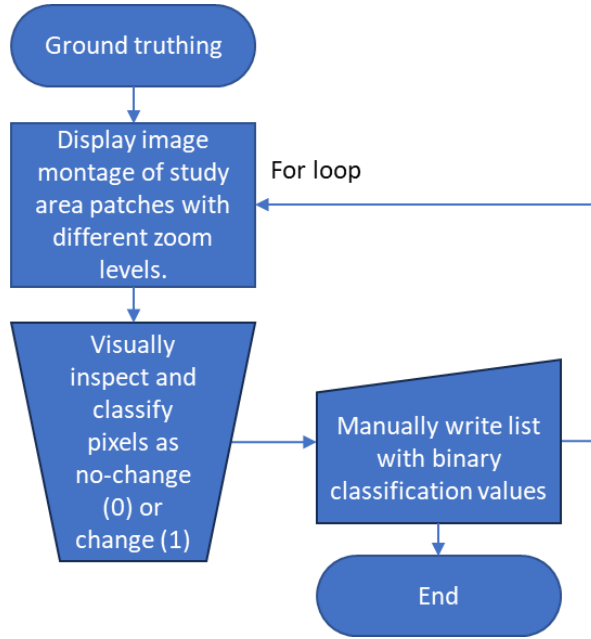 Ground truthing
Display image
montage of study
area patches with
different zoom
levels.
For loop
Visually
inspect and
classify
pixels as
no-change
(0) or
change (1)
Manually write list
with binary
classification values
End